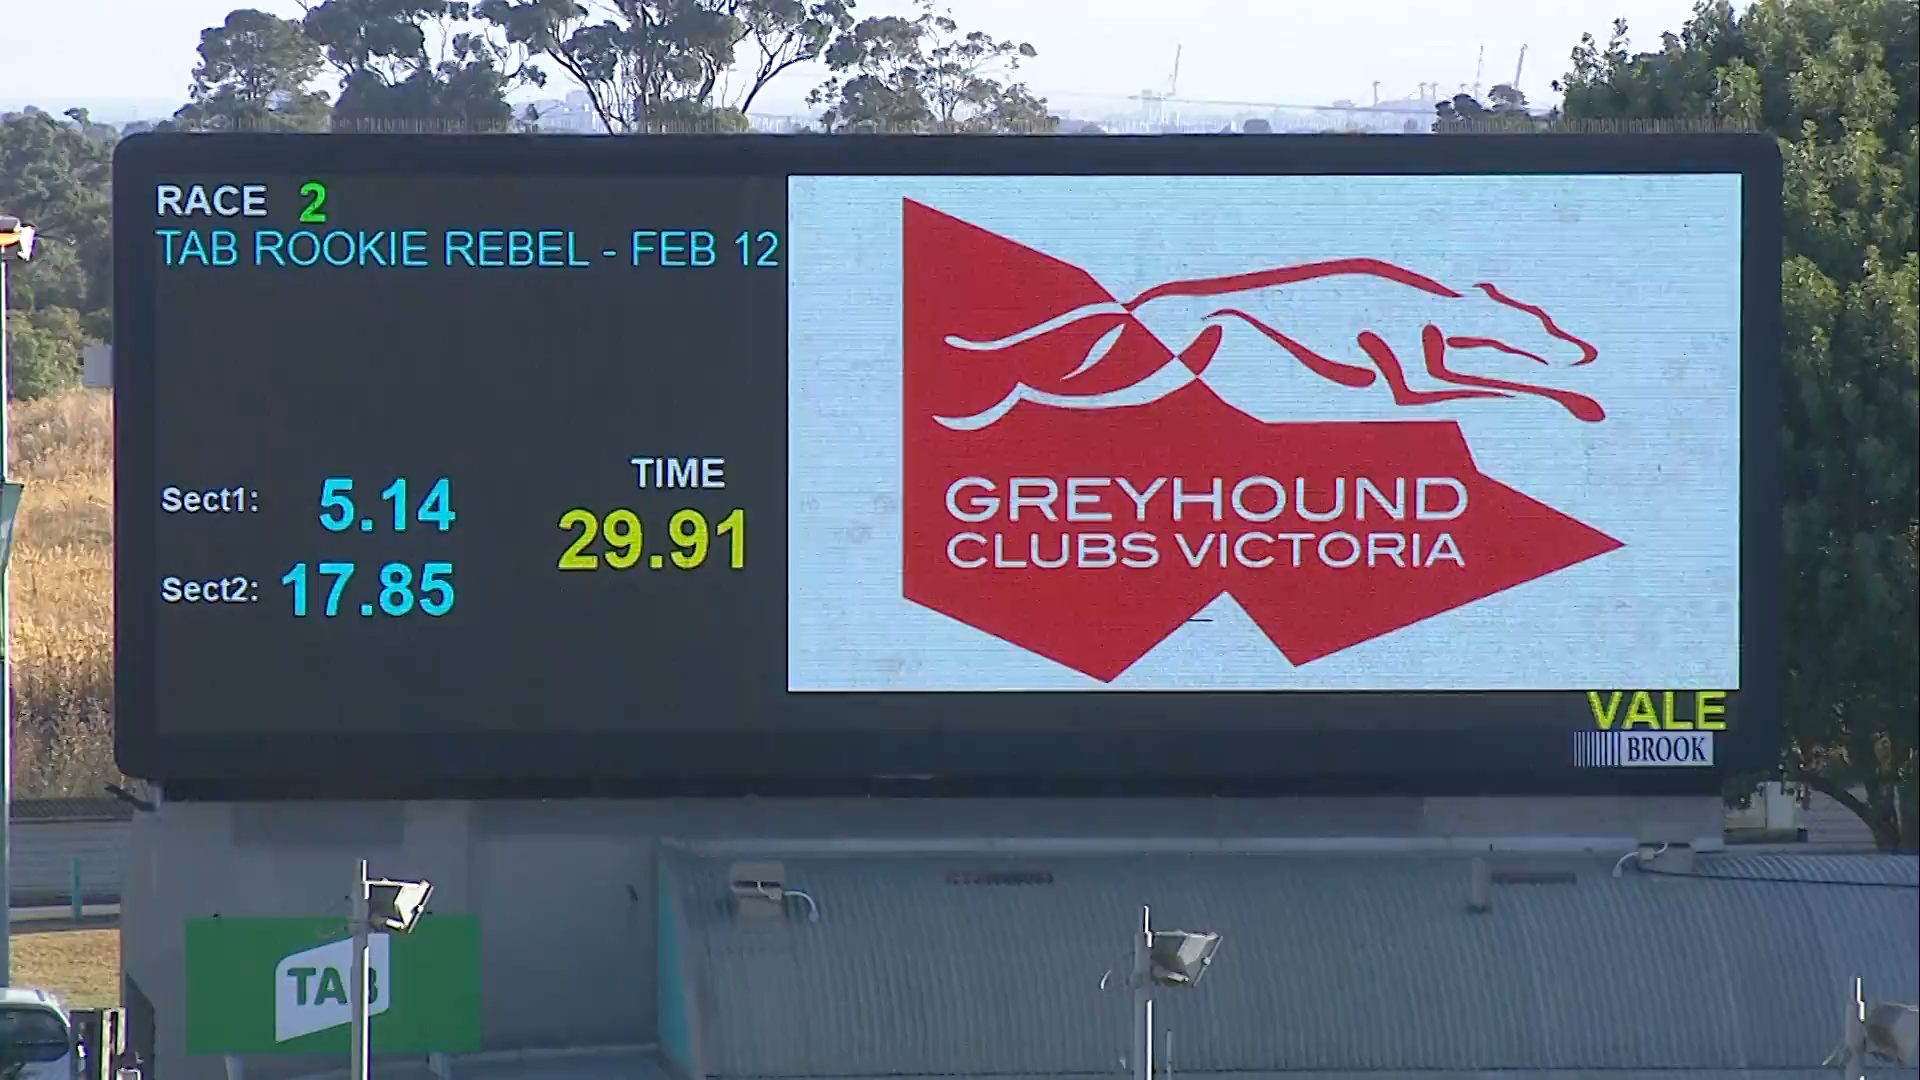 RACE 2
TAB ROOKIE REBEL - FEB 12
TIME
Sect1: 5.14
29.91
Sect2: 17.85
GREYHOUND
CLUBS VICTORIA
VALE
BROOK
TAB